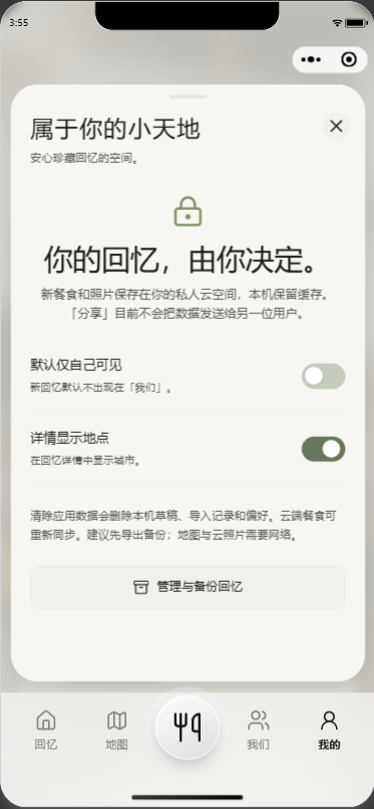 3:55
属于你的小天地
安心珍藏回忆的空间。
你的回忆，由你决定。
新餐食和照片保存在你的私人云空间，本机保留缓存。
「分享」目前不会把数据发送给另一位用户。
默认仅自己可见
新回忆默认不出现在「我们」。
详情显示地点
在回忆详情中显示城市。
清除应用数据会删除本机草稿、导入记录和偏好。云端餐食可
重新同步。建议先导出备份；地图与云照片需要网络。
管理与备份回忆
回忆
地图
我们
我的